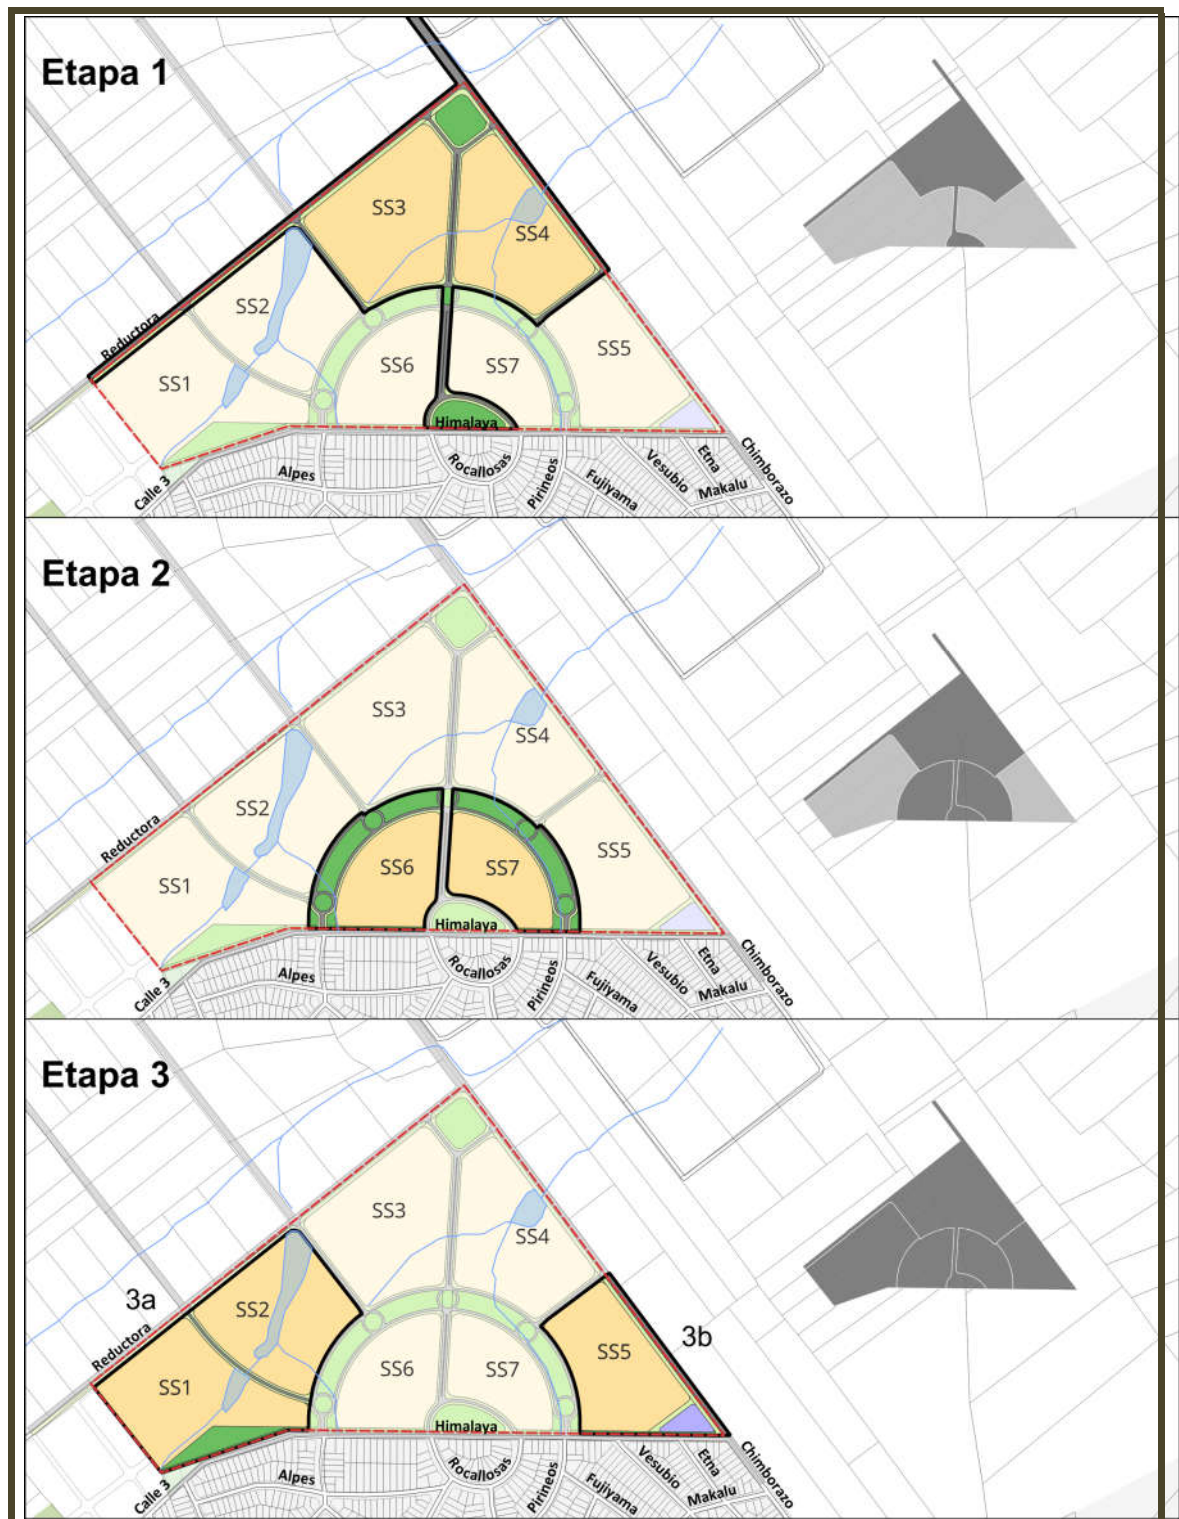 Etapa 1
SS3
SS4
SS2
Reductora
SS5
SS6
SS7
SS1
Himalaya
Alpes
Rocallosas
Pirineos
Fujiyama
Vesubio
Etna
Makalu
Chimborazo
Calle 3
Etapa 2
SS3
SS4
SS2
Reductora
SS5
SS6
SS7
SS1
Himalaya
Alpes
Rocallosas
Pirineos
Fujiyama
Vesubio
Etna
Makalu
Chimborazo
Calle 3
Etapa 3
SS3
SS4
3a
SS2
Reductora
3b
SS5
SS6
SS7
SS1
Himalaya
Alpes
Rocallosas
Pirineos
Fujiyama
Vesubio
Etna
Makalu
Chimborazo
Calle 3